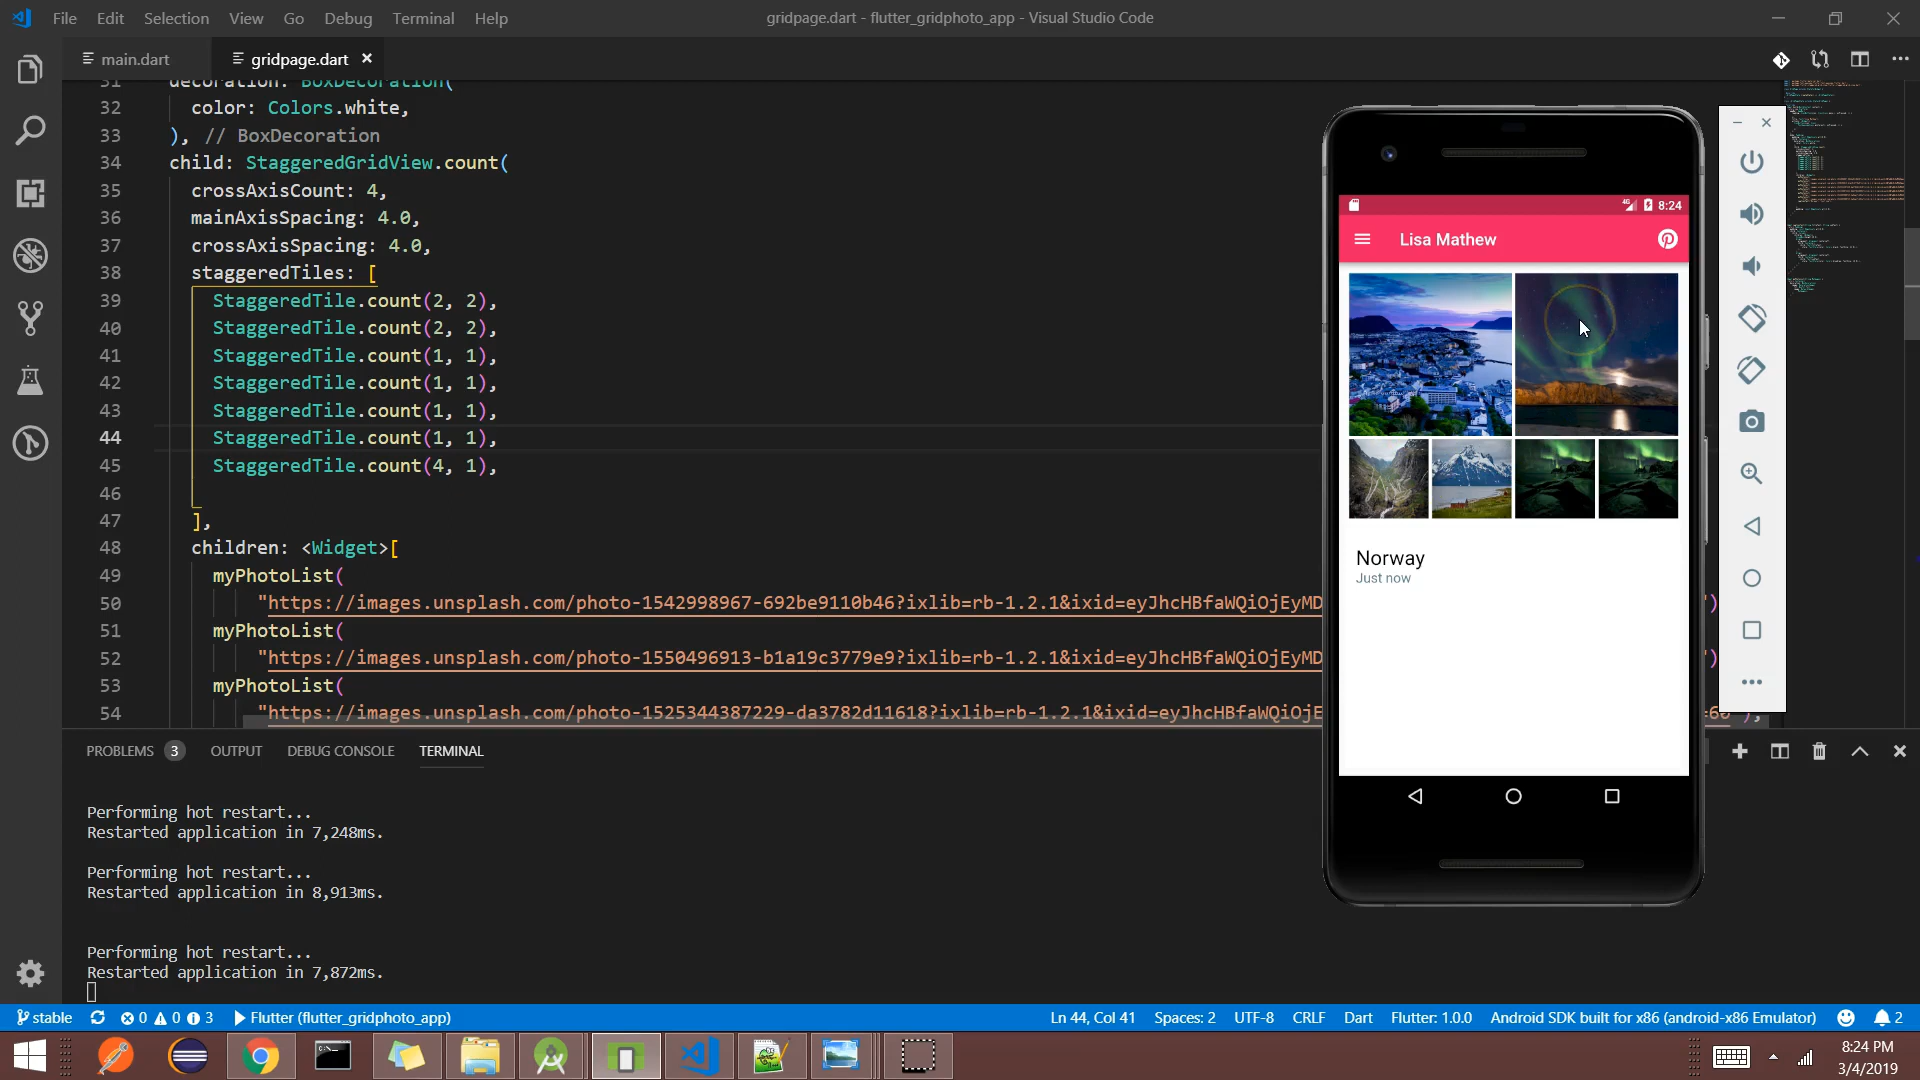 File Edit Selection View Go Debug Terminal Help
gridpage.dart - flutter_gridphoto_app - Visual Studio Code
main.dart
gridpage.dart
31 decoration: BoxDecoration(
32 color: Colors.white,
33 ), // BoxDecoration
34 child: StaggeredGridView.count(
35 crossAxisCount: 4,
36 mainAxisSpacing: 4.0,
37 crossAxisSpacing: 4.0,
38 staggeredTiles: [
39 StaggeredTile.count(2, 2),
40 StaggeredTile.count(2, 2),
41 StaggeredTile.count(1, 1),
42 StaggeredTile.count(1, 1),
43 StaggeredTile.count(1, 1),
44 StaggeredTile.count(1, 1),
45 StaggeredTile.count(4, 1),
46
47 ],
48 children: <Widget>[
49 myPhotoList(
50 "https://images.unsplash.com/photo-1542998967-692be9110b46?ixlib=rb-1.2.1&ixid=eyJhcHBfaWQiOjEyMD
51 myPhotoList(
52 "https://images.unsplash.com/photo-1550496913-b1a19c3779e9?ixlib=rb-1.2.1&ixid=eyJhcHBfaWQiOjEyMD
53 myPhotoList(
54 "https://images.unsplash.com/photo-1525344387229-da3782d11618?ixlib=rb-1.2.1&ixid=eyJhcHBfaWQiOjE
8:24
Lisa Mathew
Norway
Just now
PROBLEMS 3 OUTPUT DEBUG CONSOLE TERMINAL
Performing hot restart...
Restarted application in 7,248ms.
Performing hot restart...
Restarted application in 8,913ms.
Performing hot restart...
Restarted application in 7,872ms.
stable 0 0 3 Flutter (flutter_gridphoto_app) Ln 44, Col 41 Spaces: 2 UTF-8 CRLF Dart Flutter: 1.0.0 Android SDK built for x86 (android-x86 Emulator) 2
8:24 PM
3/4/2019